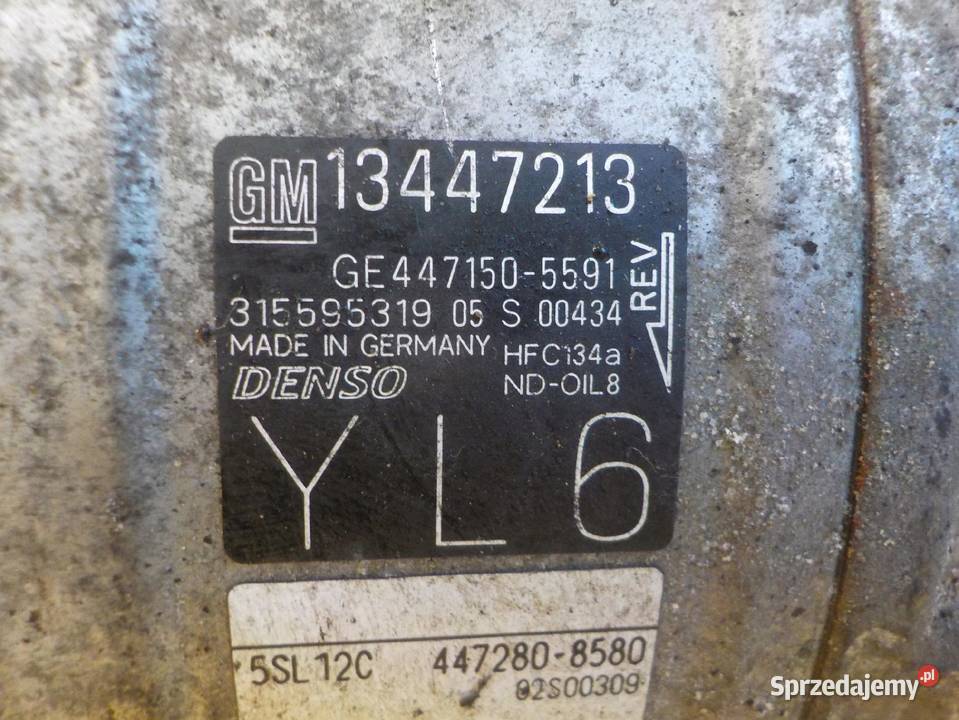 GM 13447213
GE447150-5591
315595319 05 S 00434
REV
MADE IN GERMANY HFC134a
DENSO ND-OIL8
YL6
5SL12C 447280-8580
02S00309
Sprzedajemy.pl